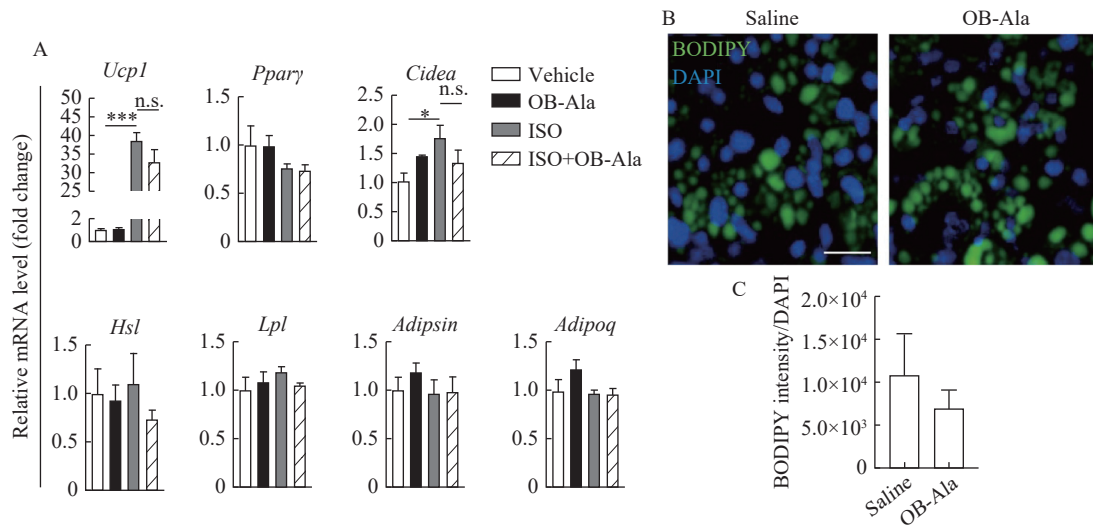 A
Relative mRNA level (fold change)
Ucp1
50
45
40
35
30
25
2
0
***
n.s.
Pparγ
1.5
1.0
0.5
0
Cidea
2.5
2.0
1.5
1.0
0.5
0
*
n.s.
Vehicle
OB-Ala
ISO
ISO+OB-Ala
Hsl
1.5
1.0
0.5
0
Lpl
1.5
1.0
0.5
0
Adipsin
1.5
1.0
0.5
0
Adipoq
1.5
1.0
0.5
0
B
Saline
OB-Ala
BODIPY
DAPI
C
BODIPY intensity/DAPI
2.0×10⁴
1.5×10⁴
1.0×10⁴
5.0×10³
0
Saline
OB-Ala